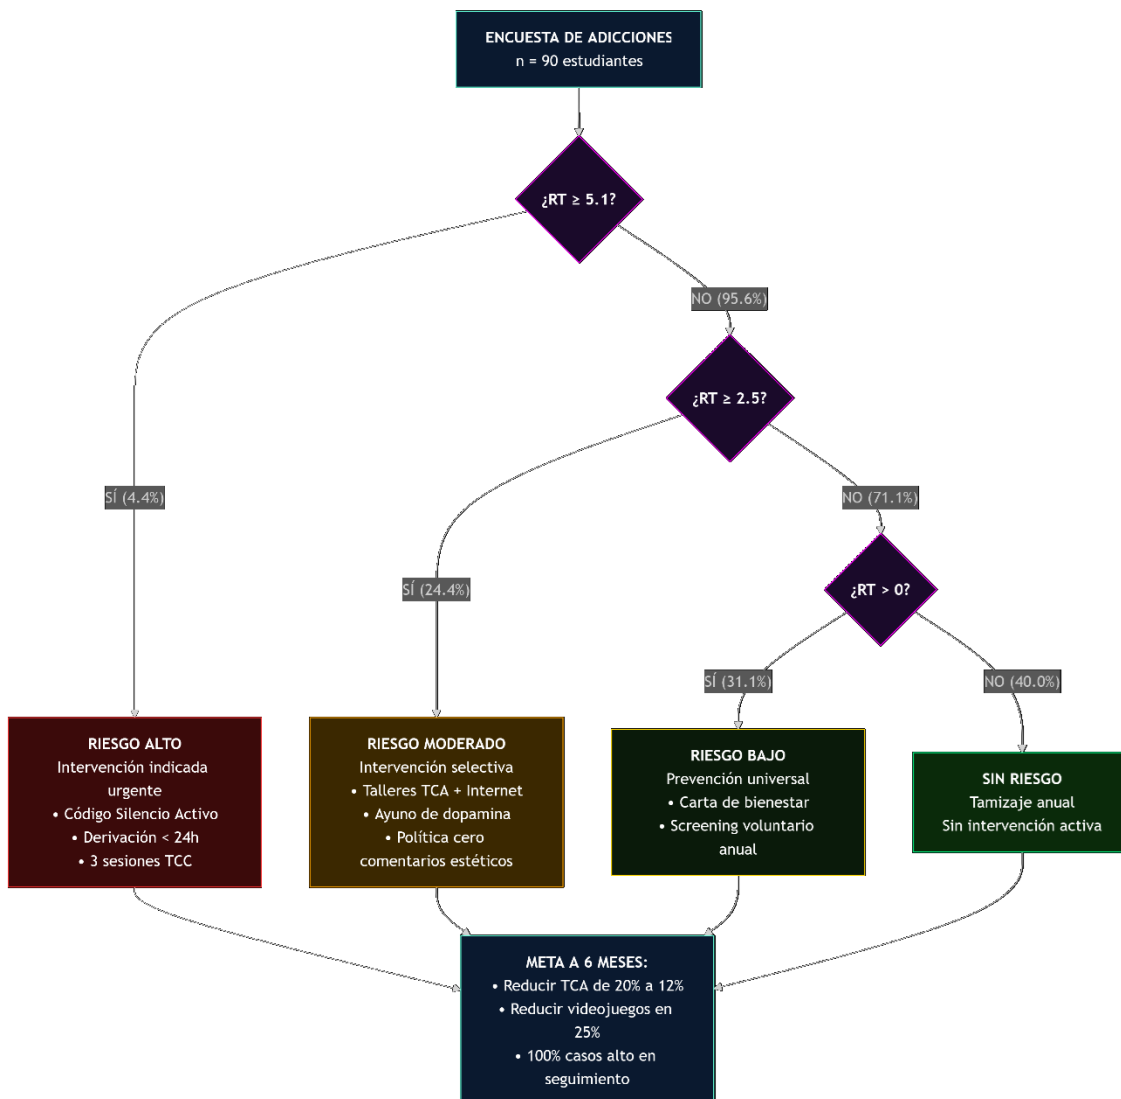 ENCUESTA DE ADICCIONES
n = 90 estudiantes
¿RT ≥ 5.1?
NO (95.6%)
¿RT ≥ 2.5?
SÍ (4.4%)
NO (71.1%)
SÍ (24.4%)
¿RT > 0?
SÍ (31.1%)
NO (40.0%)
RIESGO ALTO
Intervención indicada
urgente
• Código Silencio Activo
• Derivación < 24h
• 3 sesiones TCC
RIESGO MODERADO
Intervención selectiva
• Talleres TCA + Internet
• Ayuno de dopamina
• Política cero
comentarios estéticos
RIESGO BAJO
Prevención universal
• Carta de bienestar
• Screening voluntario
anual
SIN RIESGO
Tamizaje anual
Sin intervención activa
META A 6 MESES:
• Reducir TCA de 20% a 12%
• Reducir videojuegos en
25%
• 100% casos alto en
seguimiento